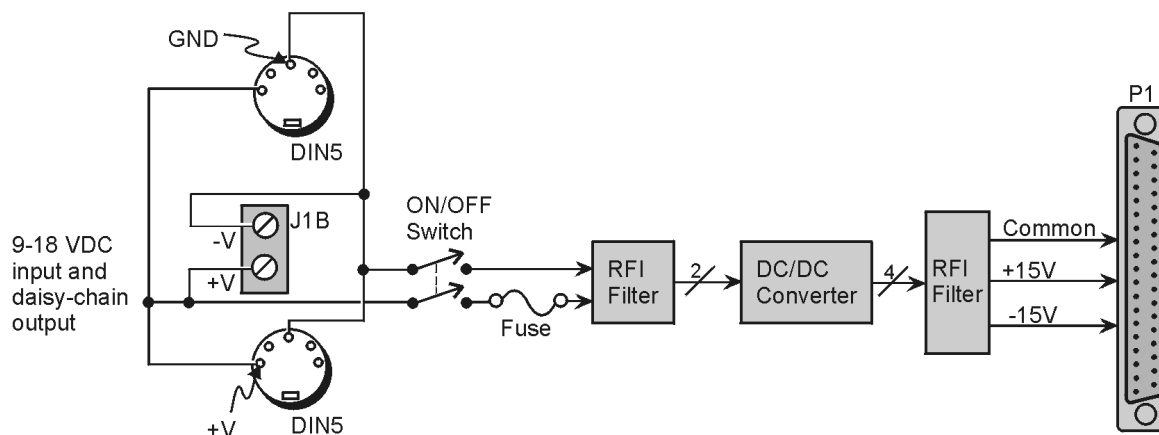 GND
DIN5
J1B
-V
+V
9-18 VDC
input and
daisy-chain
output
ON/OFF
Switch
Fuse
+V
DIN5
RFI
Filter
2
DC/DC
Converter
4
RFI
Filter
Common
+15V
-15V
P1